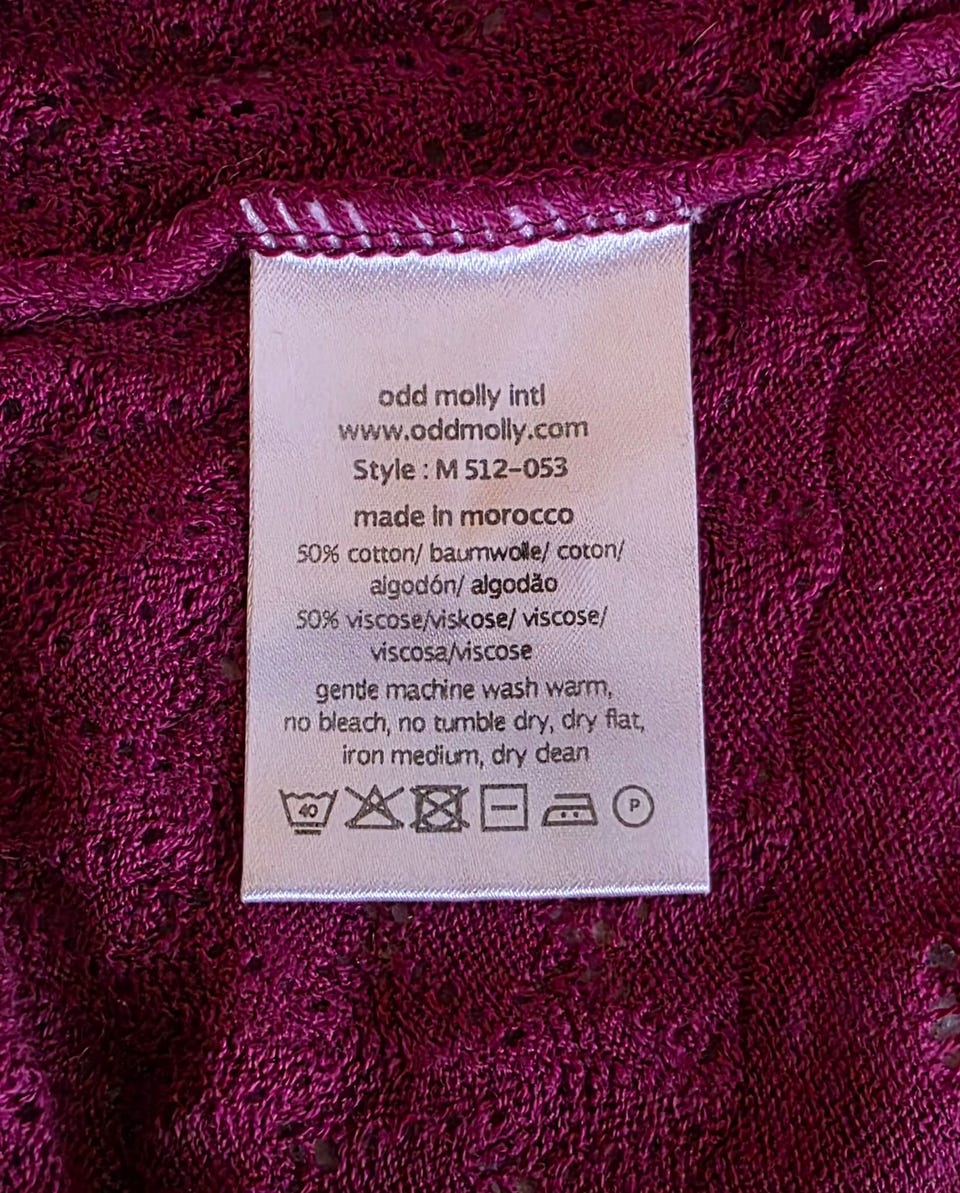 odd molly intl
www.oddmolly.com
Style : M 512-053
made in morocco
50% cotton/ baumwolle/ coton/
algodón/ algodão
50% viscose/viskose/ viscose/
viscosa/viscose
gentle machine wash warm,
no bleach, no tumble dry, dry flat,
iron medium, dry clean
40 P